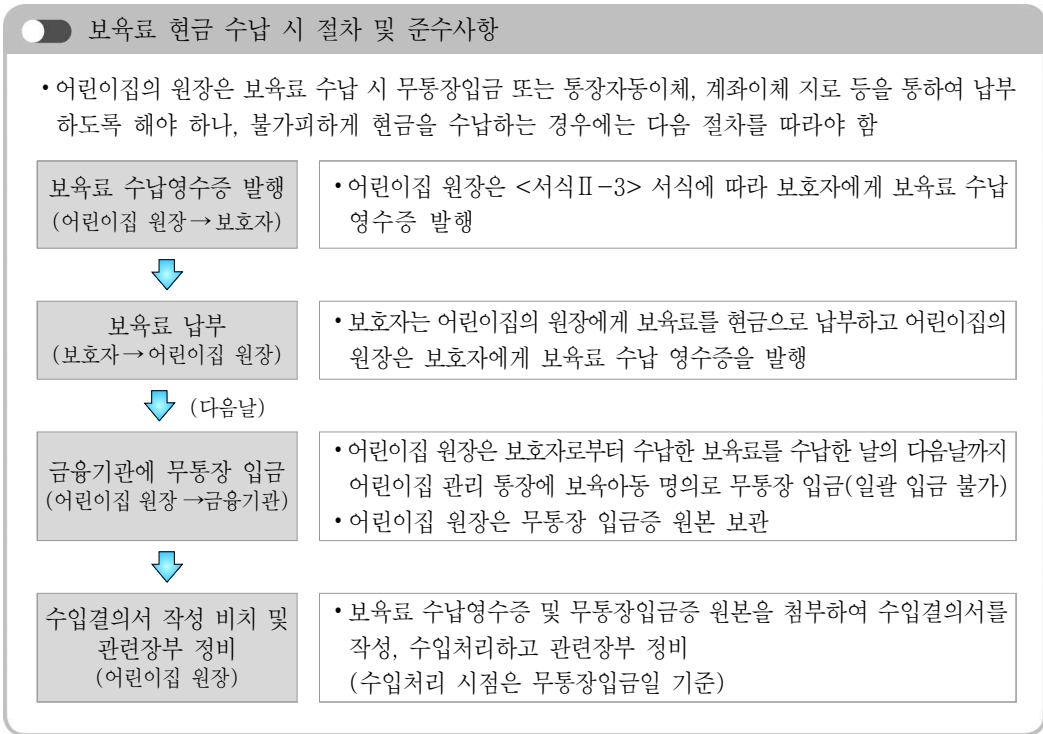 보육료 현금 수납 시 절차 및 준수사항
• 어린이집의 원장은 보육료 수납 시 무통장입금 또는 통장자동이체, 계좌이체 지로 등을 통하여 납부
하도록 해야 하나, 불가피하게 현금을 수납하는 경우에는 다음 절차를 따라야 함
보육료 수납영수증 발행
(어린이집 원장→보호자)
• 어린이집 원장은 <서식Ⅱ-3> 서식에 따라 보호자에게 보육료 수납
영수증 발행
보육료 납부
(보호자→어린이집 원장)
• 보호자는 어린이집의 원장에게 보육료를 현금으로 납부하고 어린이집의
원장은 보호자에게 보육료 수납 영수증을 발행
(다음날)
금융기관에 무통장 입금
(어린이집 원장 →금융기관)
• 어린이집 원장은 보호자로부터 수납한 보육료를 수납한 날의 다음날까지
어린이집 관리 통장에 보육아동 명의로 무통장 입금(일괄 입금 불가)
• 어린이집 원장은 무통장 입금증 원본 보관
수입결의서 작성 비치 및
관련장부 정비
(어린이집 원장)
• 보육료 수납영수증 및 무통장입금증 원본을 첨부하여 수입결의서를
작성, 수입처리하고 관련장부 정비
(수입처리 시점은 무통장입금일 기준)